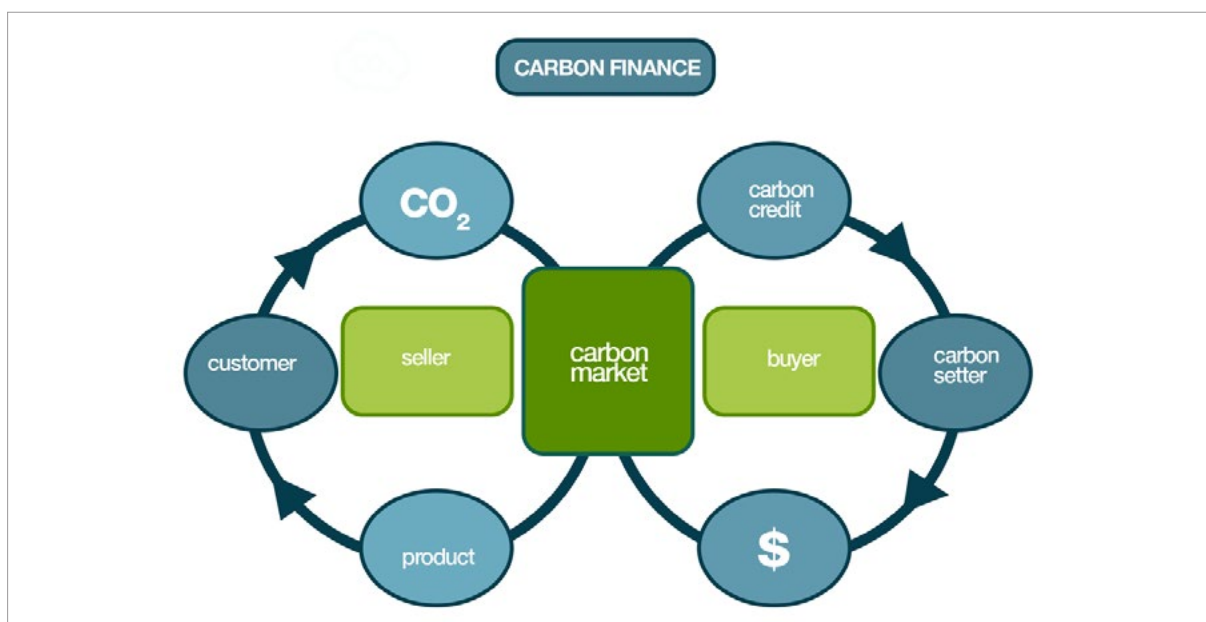 CARBON FINANCE
CO₂
carbon
credit
customer
seller
carbon
market
buyer
carbon
setter
product
$